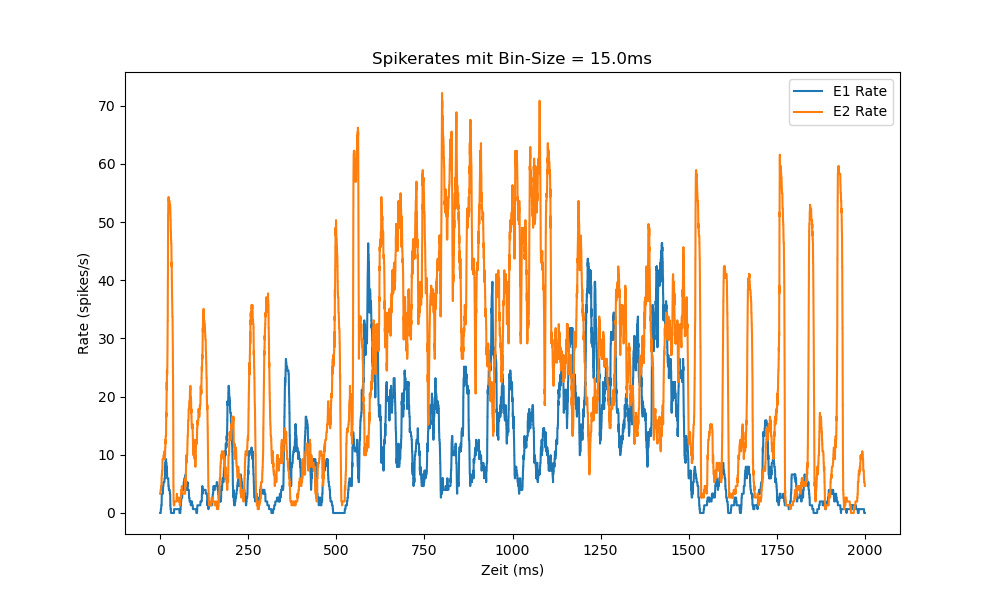 Spikerates mit Bin-Size = 15.0ms
E1 Rate
E2 Rate
70
60
50
40
30
20
10
0
Rate (spikes/s)
0 250 500 750 1000 1250 1500 1750 2000
Zeit (ms)